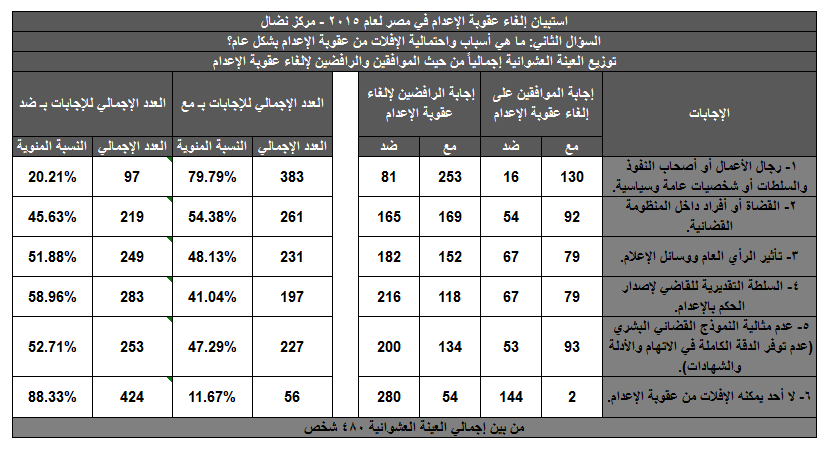 استبيان إلغاء عقوبة الإعدام في مصر لعام ٢٠١٥ - مركز نضال
السؤال الثاني: ما هي أسباب واحتمالية الإفلات من عقوبة الإعدام بشكل عام؟
توزيع العينة العشوائية إجمالياً من حيث الموافقين والرافضين لإلغاء عقوبة الإعدام
الإجابات إجابة الموافقين على إجابة الرافضين لإلغاء العدد الإجمالي للإجابات بـ مع العدد الإجمالي للإجابات بـ ضد
إلغاء عقوبة الإعدام عقوبة الإعدام
مع ضد مع ضد العدد الإجمالي النسبة المئوية العدد الإجمالي النسبة المئوية
١- رجال الأعمال أو أصحاب النفوذ
والسلطات أو شخصيات عامة وسياسية.
130 16 253 81 383 79.79% 97 20.21%
٢- القضاة أو أفراد داخل المنظومة
القضائية.
92 54 169 165 261 54.38% 219 45.63%
٣- تأثير الرأي العام ووسائل الإعلام.
79 67 152 182 231 48.13% 249 51.88%
٤- السلطة التقديرية للقاضي لإصدار
الحكم بالإعدام.
79 67 118 216 197 41.04% 283 58.96%
٥- عدم مثالية النموذج القضائي البشري
(عدم توفر الدقة الكاملة في الاتهام والأدلة
والشهادات).
93 53 134 200 227 47.29% 253 52.71%
٦- لا أحد يمكنه الإفلات من عقوبة الإعدام.
2 144 54 280 56 11.67% 424 88.33%
من بين إجمالي العينة العشوائية ٤٨٠ شخص